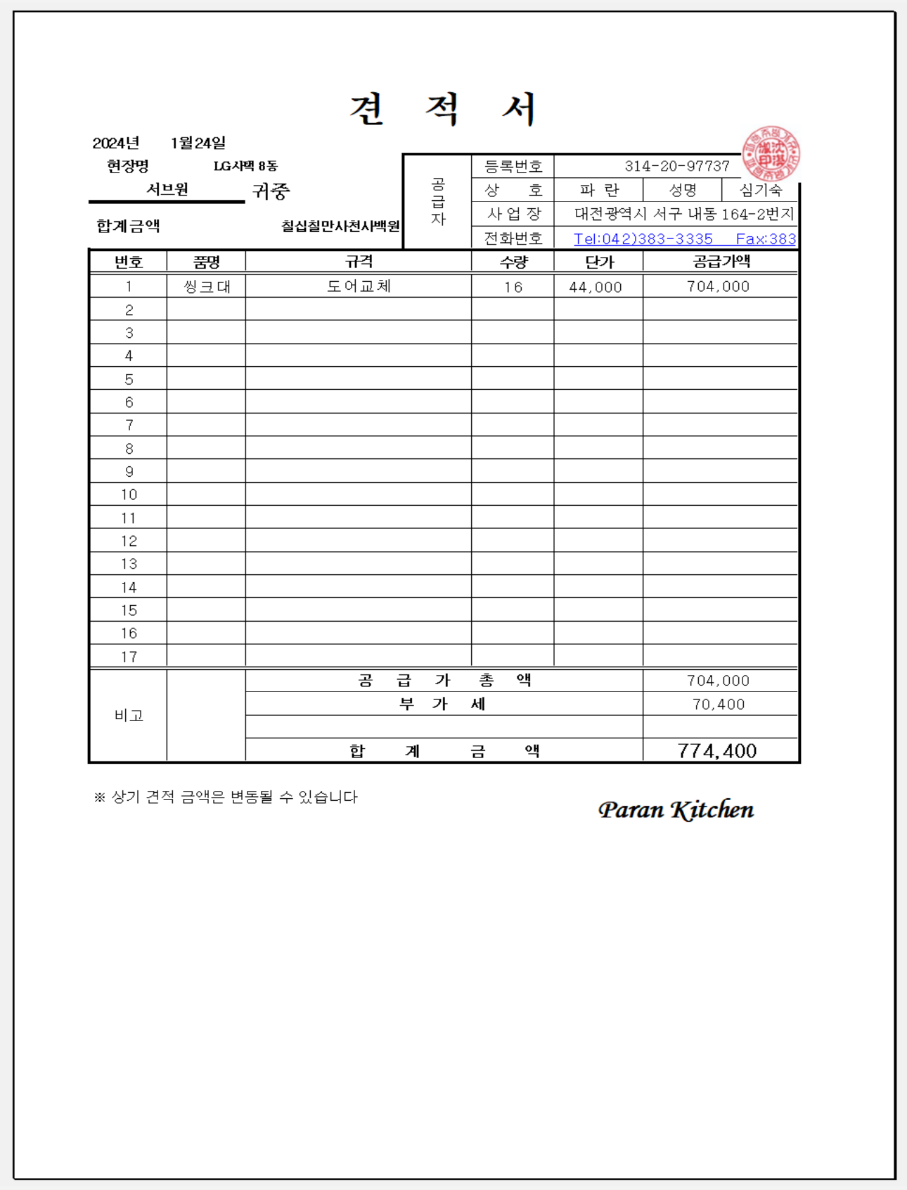 견 적 서
2024년 1월24일
현장명 LG사택 8동
서브원 귀중
합계금액 칠십칠만사천사백원
공급자
등록번호 314-20-97737
상 호 파 란 성명 심기숙
사 업 장 대전광역시 서구 내동 164-2번지
전화번호 Tel:042)383-3335 Fax:383
번호 품명 규격 수량 단가 공급가액
1 씽크대 도어교체 16 44,000 704,000
2
3
4
5
6
7
8
9
10
11
12
13
14
15
16
17
비고
공 급 가 총 액 704,000
부 가 세 70,400
합 계 금 액 774,400
※ 상기 견적 금액은 변동될 수 있습니다
Paran Kitchen